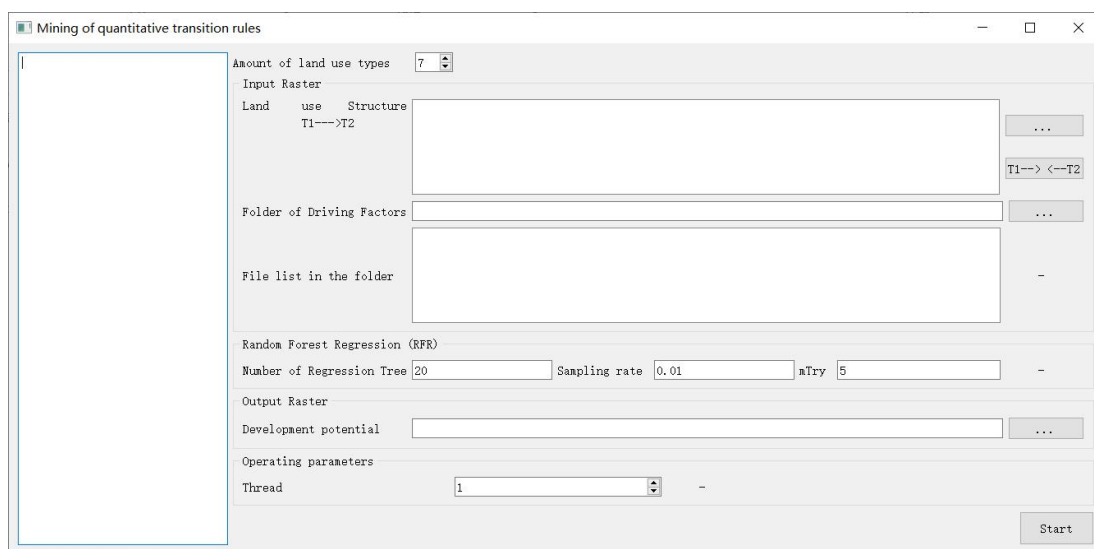 Mining of quantitative transition rules
Amount of land use types 7
Input Raster
Land use Structure
T1--->T2
...
T1--> <--T2
Folder of Driving Factors ...
File list in the folder -
Random Forest Regression (RFR)
Number of Regression Tree 20 Sampling rate 0.01 mTry 5 -
Output Raster
Development potential ...
Operating parameters
Thread 1 -
Start